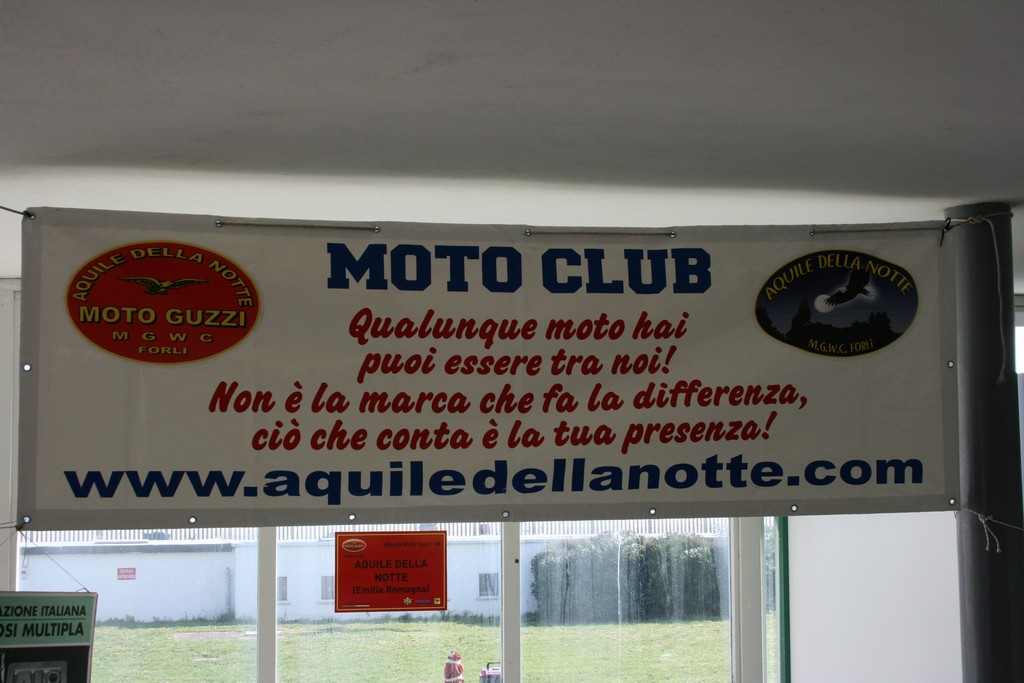 AQUILE DELLA NOTTE
MOTO GUZZI
M G W C
FORLÌ
MOTO CLUB
Qualunque moto hai
puoi essere tra noi!
Non è la marca che fa la differenza,
ciò che conta è la tua presenza!
www.aquiledellanotte.com
AQUILE DELLA NOTTE
M.G.W.C. FORLÌ
AQUILE DELLA
NOTTE
(Emilia Romagna)
AZIONE ITALIANA
OSI MULTIPLA